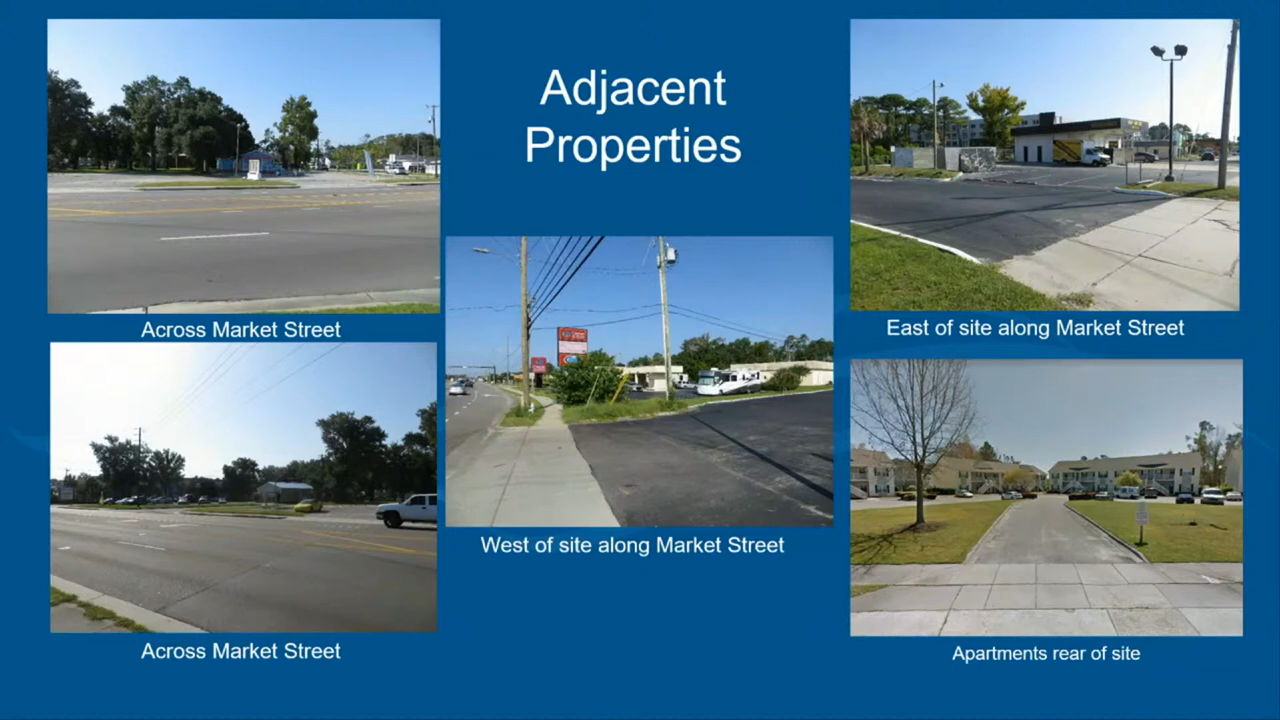 Adjacent
Properties
Across Market Street
East of site along Market Street
West of site along Market Street
Across Market Street
Apartments rear of site